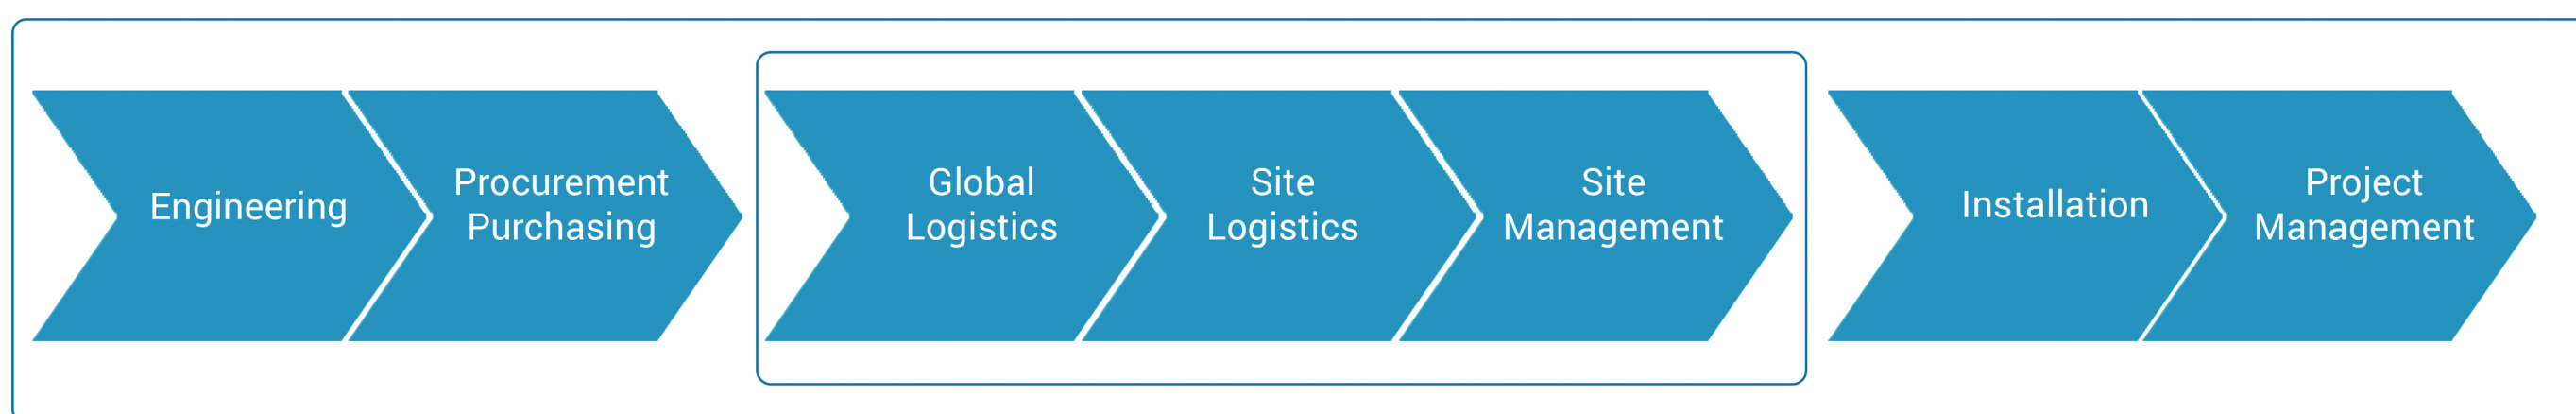 Engineering
Procurement
Purchasing
Global
Logistics
Site
Logistics
Site
Management
Installation
Project
Management